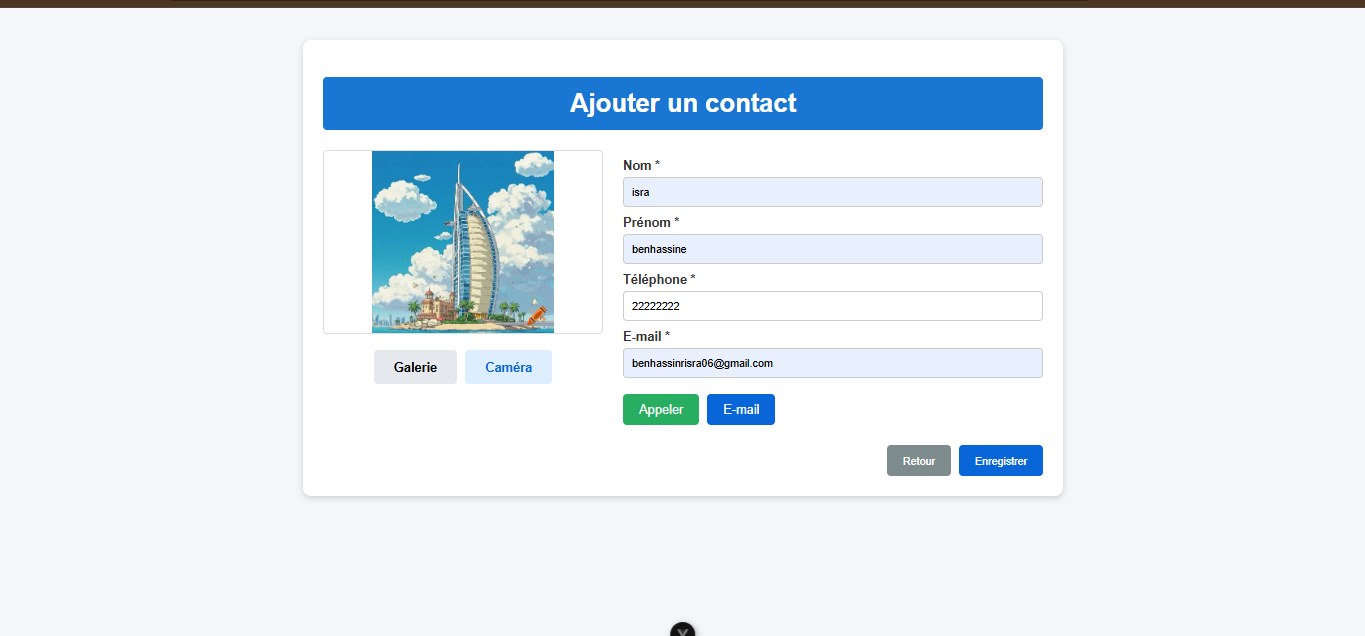 Ajouter un contact
Nom *
isra
Prénom *
benhassine
Téléphone *
22222222
E-mail *
benhassinrisra06@gmail.com
Galerie
Caméra
Appeler
E-mail
Retour
Enregistrer